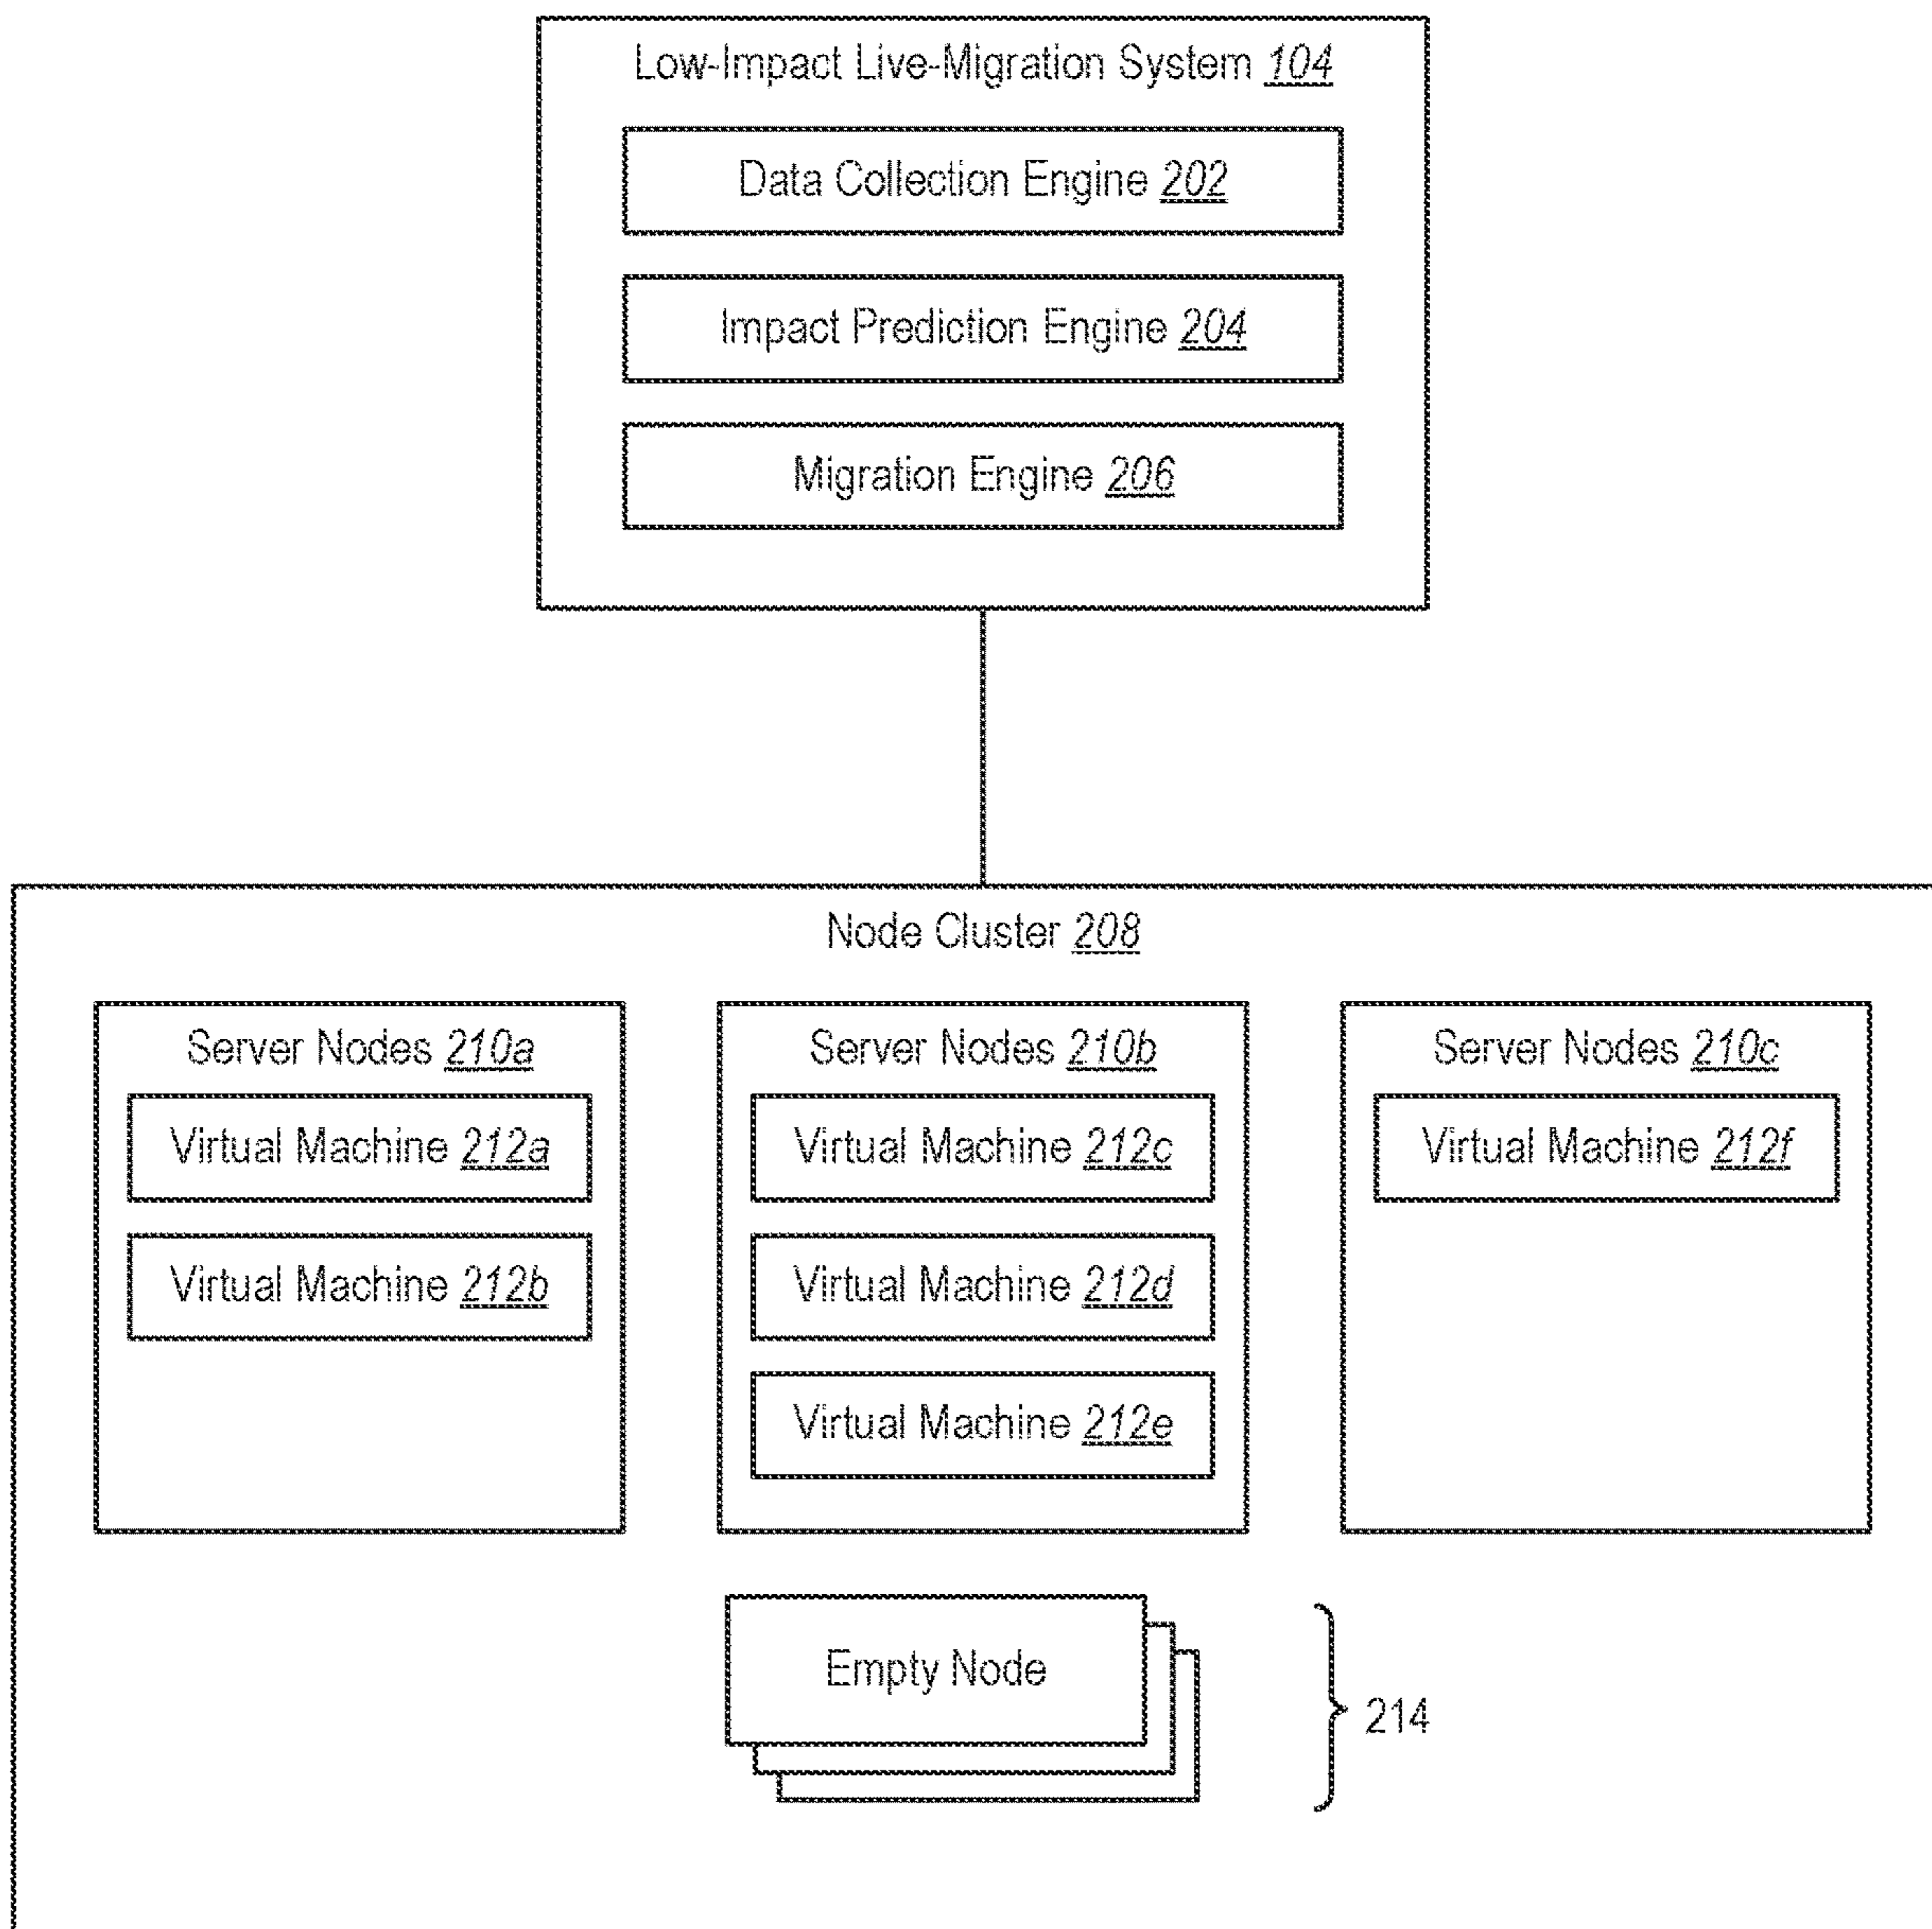 Low-Impact Live-Migration System 104
Data Collection Engine 202
Impact Prediction Engine 204
Migration Engine 206
Node Cluster 208
Server Nodes 210a
Virtual Machine 212a
Virtual Machine 212b
Server Nodes 210b
Virtual Machine 212c
Virtual Machine 212d
Virtual Machine 212e
Server Nodes 210c
Virtual Machine 212f
Empty Node
214